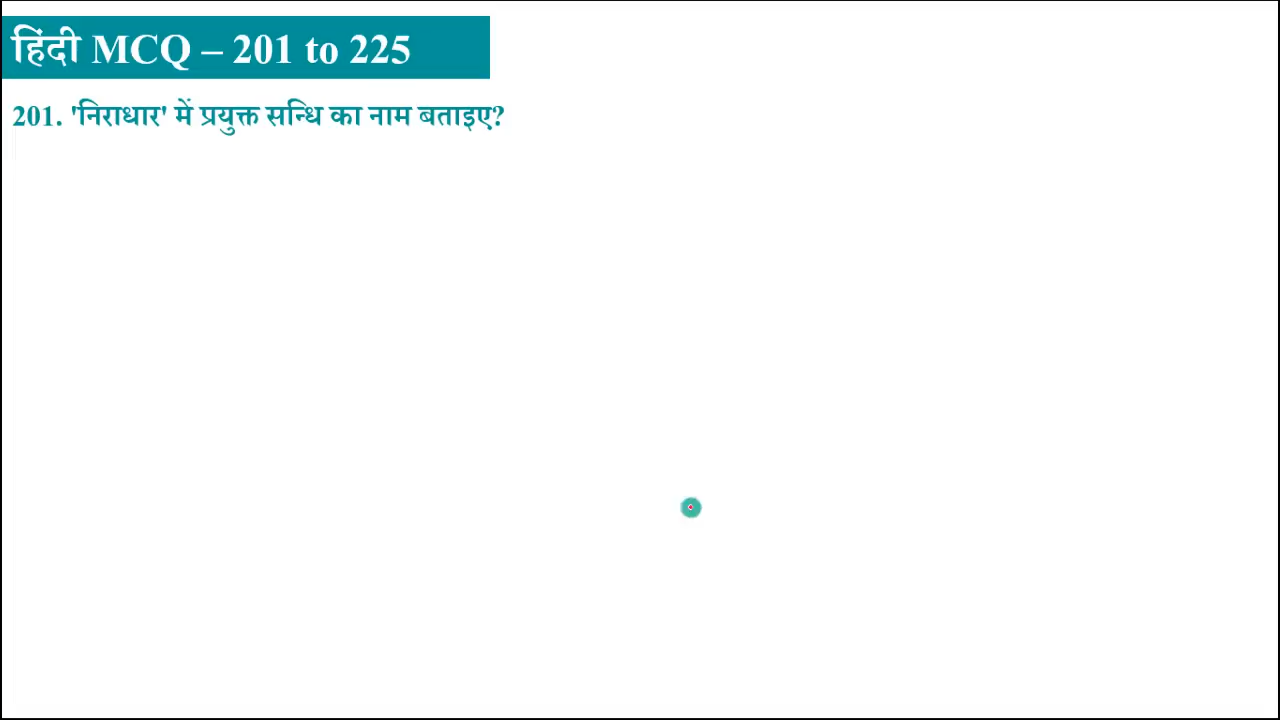 हिंदी MCQ – 201 to 225
201. 'निराधार' में प्रयुक्त सन्धि का नाम बताइए?